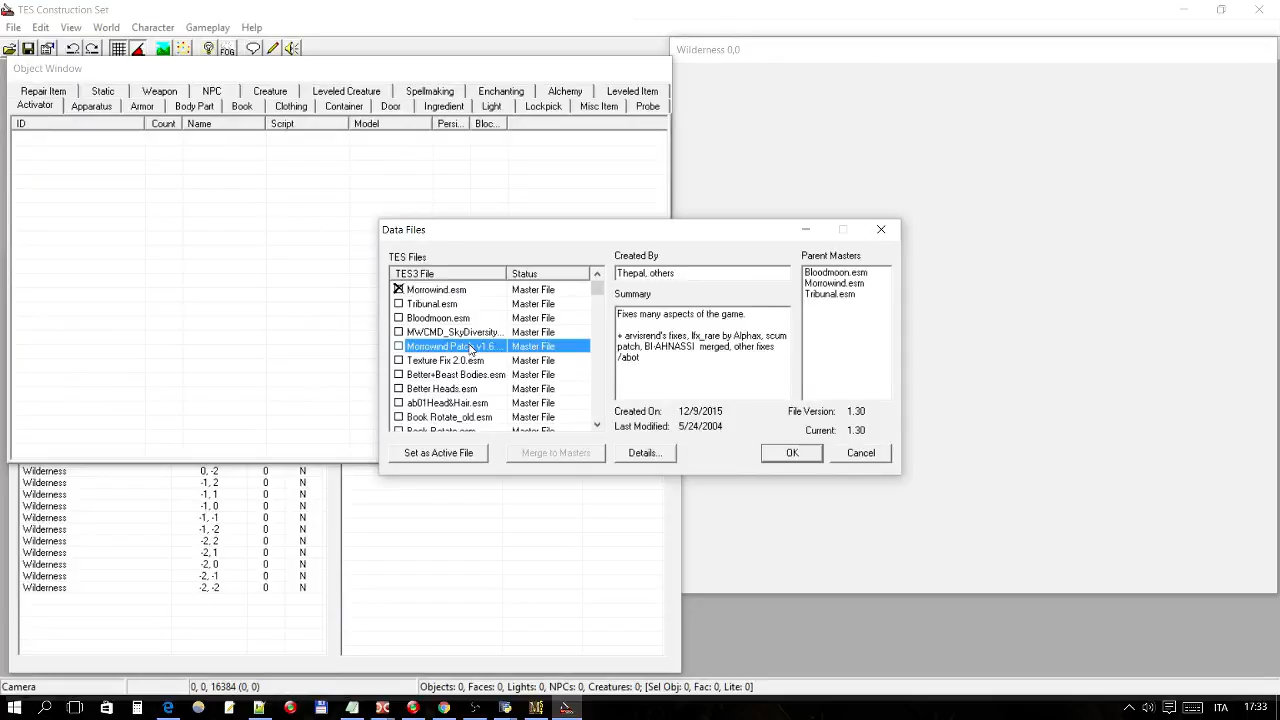 TES Construction Set
File Edit View World Character Gameplay Help
Object Window
Wilderness 0,0
Repair Item Static Weapon NPC Creature Leveled Creature Spellmaking Enchanting Alchemy Leveled Item
Activator Apparatus Armor Body Part Book Clothing Container Door Ingredient Light Lockpick Misc Item Probe
ID Count Name Script Model Persi... Bloc...
Data Files
TES Files
TES3 File Status
Morrowind.esm Master File
Tribunal.esm Master File
Bloodmoon.esm Master File
MWCMD_SkyDiversity... Master File
Morrowind Patch v1.6.... Master File
Texture Fix 2.0.esm Master File
Better+Beast Bodies.esm Master File
Better Heads.esm Master File
ab01Head&Hair.esm Master File
Book Rotate_old.esm Master File
Book Rotate.esm Master File
Created By
Thepal, others
Summary
Fixes many aspects of the game.
+ arvisrend's fixes, lfx_rare by Alphax, scum
patch, BI:AHNASSI merged, other fixes
/abot
Parent Masters
Bloodmoon.esm
Morrowind.esm
Tribunal.esm
Created On: 12/9/2015
Last Modified: 5/24/2004
File Version: 1.30
Current: 1.30
Set as Active File Merge to Masters Details... OK Cancel
Wilderness 0, -2 0 N
Wilderness -1, 2 0 N
Wilderness -1, 1 0 N
Wilderness -1, 0 0 N
Wilderness -1, -1 0 N
Wilderness -1, -2 0 N
Wilderness -2, 2 0 N
Wilderness -2, 1 0 N
Wilderness -2, 0 0 N
Wilderness -2, -1 0 N
Wilderness -2, -2 0 N
Camera 0, 0, 16384 (0, 0) Objects: 0, Faces: 0, Lights: 0, NPCs: 0, Creatures: 0; [Sel Obj: 0, Fac: 0, Lite: 0]
ITA 17:33